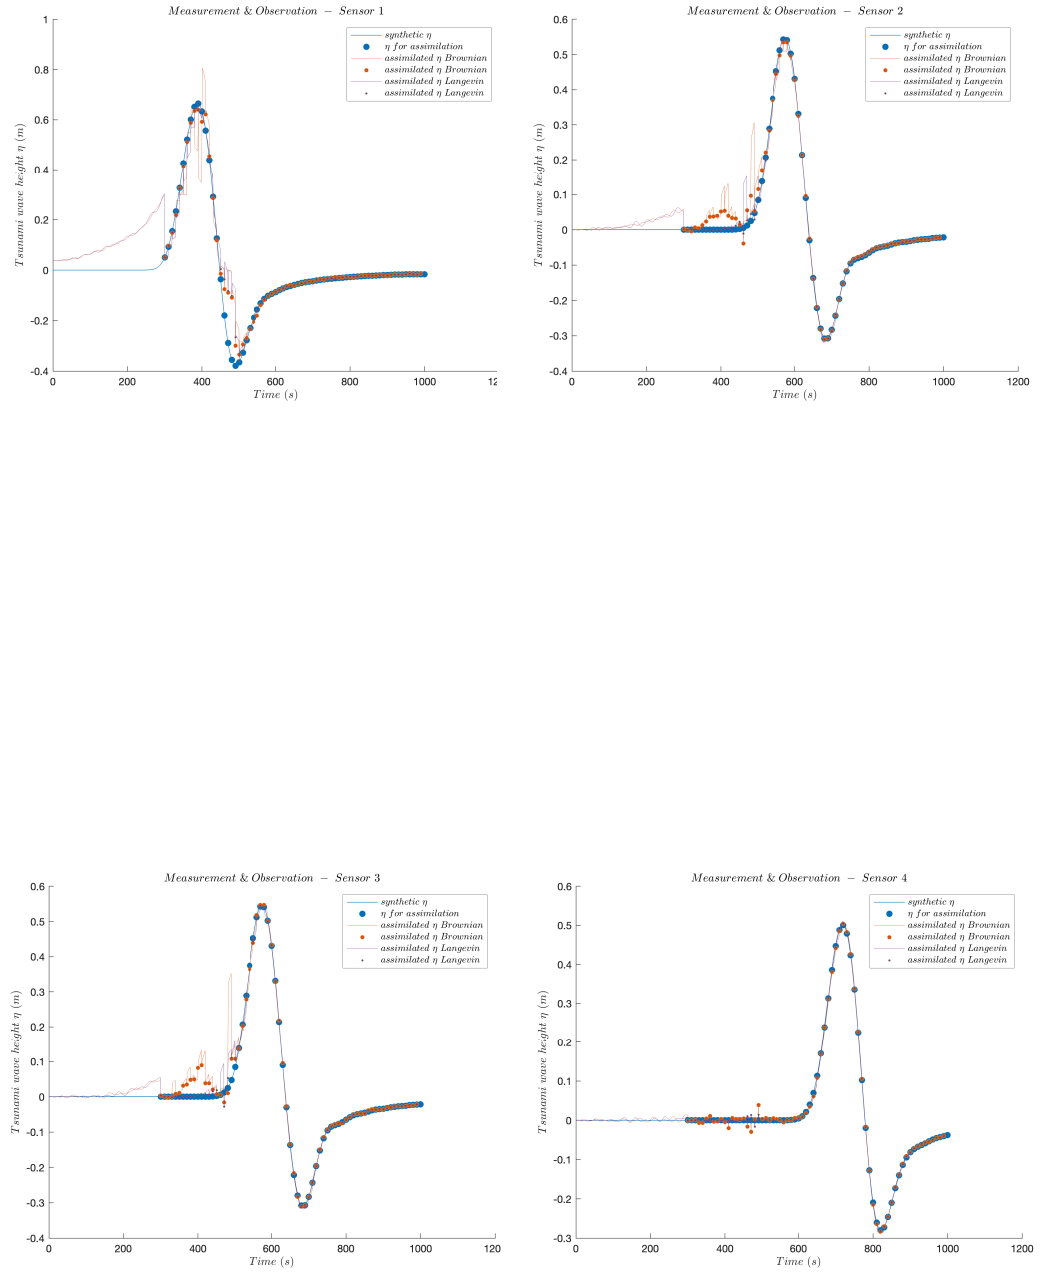 Measurement & Observation − Sensor 1
1
0.8
0.6
0.4
0.2
0
-0.2
-0.4
0 200 400 600 800 1000 12
Tsunami wave height η (m)
Time (s)
synthetic η
η for assimilation
assimilated η Brownian
assimilated η Brownian
assimilated η Langevin
assimilated η Langevin
Measurement & Observation − Sensor 2
0.6
0.5
0.4
0.3
0.2
0.1
0
-0.1
-0.2
-0.3
-0.4
0 200 400 600 800 1000 1200
Tsunami wave height η (m)
Time (s)
synthetic η
η for assimilation
assimilated η Brownian
assimilated η Brownian
assimilated η Langevin
assimilated η Langevin
Measurement & Observation − Sensor 3
0.6
0.5
0.4
0.3
0.2
0.1
0
-0.1
-0.2
-0.3
-0.4
0 200 400 600 800 1000 120
Tsunami wave height η (m)
Time (s)
synthetic η
η for assimilation
assimilated η Brownian
assimilated η Brownian
assimilated η Langevin
assimilated η Langevin
Measurement & Observation − Sensor 4
0.6
0.5
0.4
0.3
0.2
0.1
0
-0.1
-0.2
-0.3
0 200 400 600 800 1000 1200
Tsunami wave height η (m)
Time (s)
synthetic η
η for assimilation
assimilated η Brownian
assimilated η Brownian
assimilated η Langevin
assimilated η Langevin